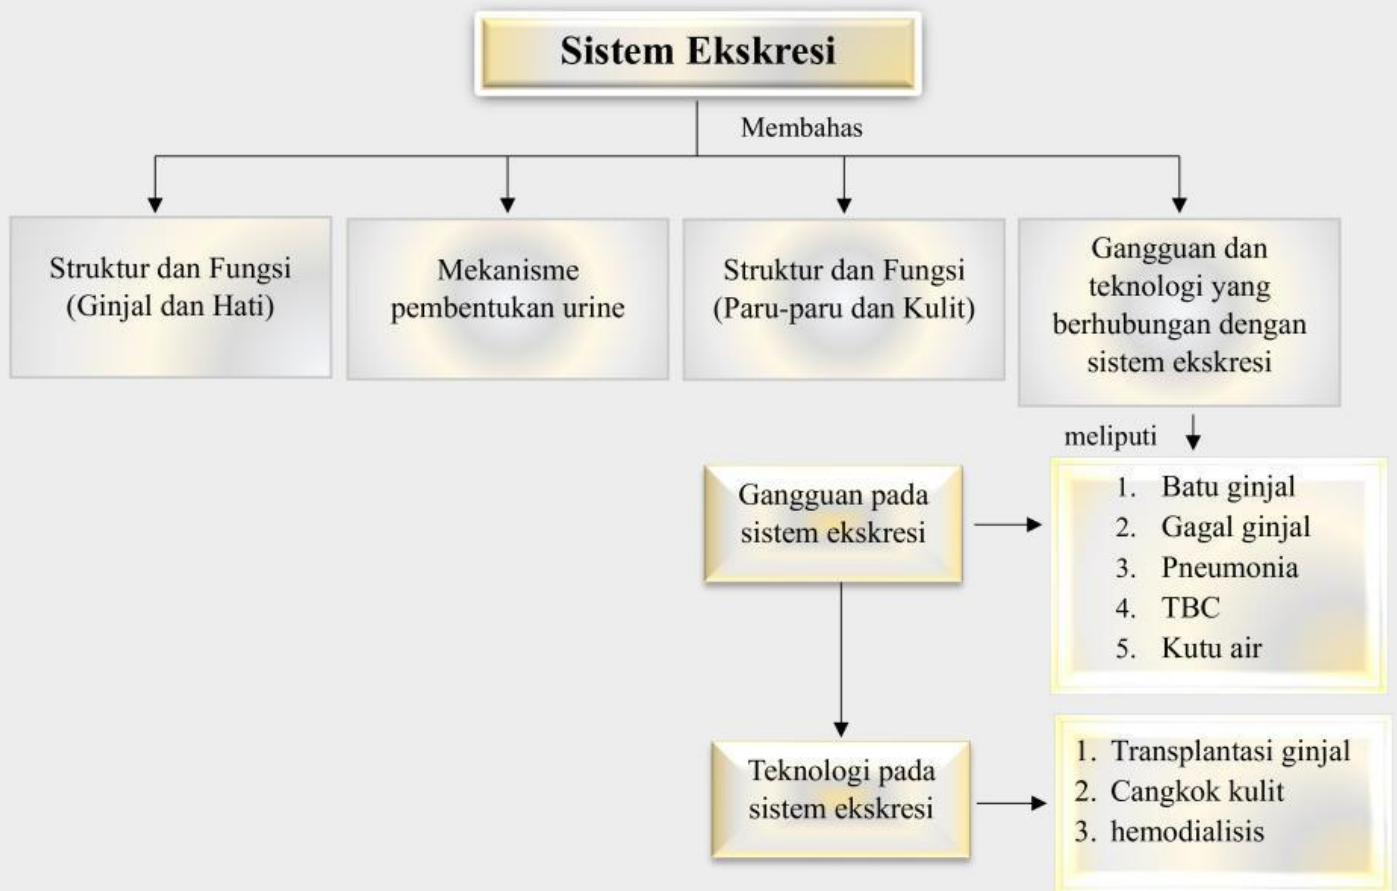 Sistem Ekskresi
Membahas
Struktur dan Fungsi
(Ginjal dan Hati)
Mekanisme
pembentukan urine
Struktur dan Fungsi
(Paru-paru dan Kulit)
Gangguan dan
teknologi yang
berhubungan dengan
sistem ekskresi
meliputi
Gangguan pada
sistem ekskresi
1. Batu ginjal
2. Gagal ginjal
3. Pneumonia
4. TBC
5. Kutu air
Teknologi pada
sistem ekskresi
1. Transplantasi ginjal
2. Cangkok kulit
3. hemodialisis